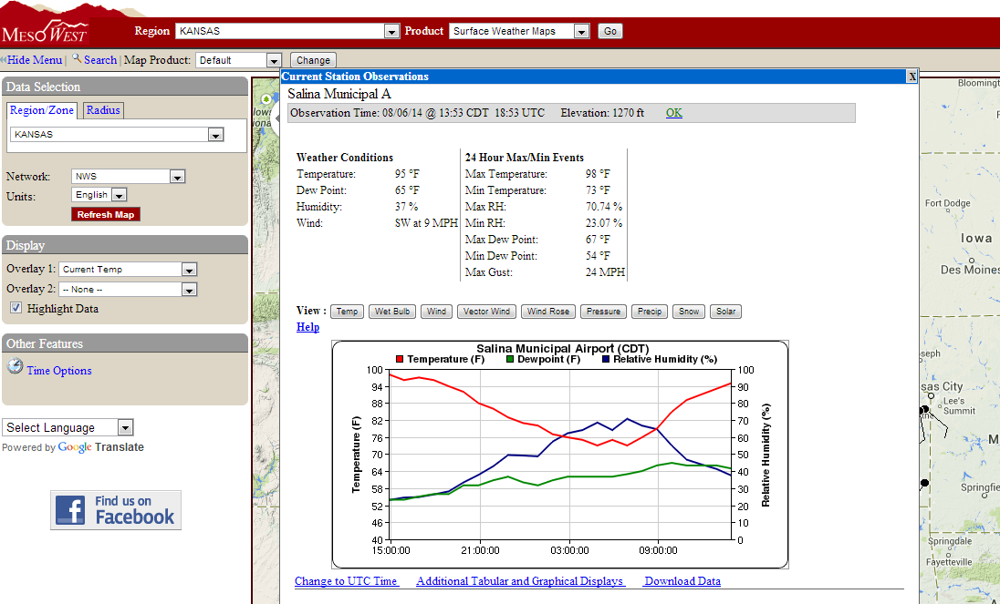 MESOWEST Region KANSAS Product Surface Weather Maps Go
Hide Menu | Search | Map Product: Default Change
Data Selection
Region/Zone Radius
KANSAS
Network: NWS
Units: English
Refresh Map
Display
Overlay 1: Current Temp
Overlay 2: -- None --
Highlight Data
Other Features
Time Options
Select Language
Powered by Google Translate
Find us on
Facebook
Current Station Observations X
Salina Municipal A
Observation Time: 08/06/14 @ 13:53 CDT 18:53 UTC Elevation: 1270 ft OK
Weather Conditions
Temperature: 95 °F
Dew Point: 65 °F
Humidity: 37 %
Wind: SW at 9 MPH
24 Hour Max/Min Events
Max Temperature: 98 °F
Min Temperature: 73 °F
Max RH: 70.74 %
Min RH: 23.07 %
Max Dew Point: 67 °F
Min Dew Point: 54 °F
Max Gust: 24 MPH
View : Temp Wet Bulb Wind Vector Wind Wind Rose Pressure Precip Snow Solar
Help
Salina Municipal Airport (CDT)
Temperature (F) Dewpoint (F) Relative Humidity (%)
Temperature (F)
100
94
88
82
76
70
64
58
52
46
40
100
90
80
70
60
50
40
30
20
10
0
Relative Humidity (%)
15:00:00 21:00:00 03:00:00 09:00:00
Change to UTC Time Additional Tabular and Graphical Displays Download Data
Blooming
Fort Dodge
Iowa
Des Moines
seph
sas City
Lee's
Summit
M
Springfie
Springdale
Fayetteville
A